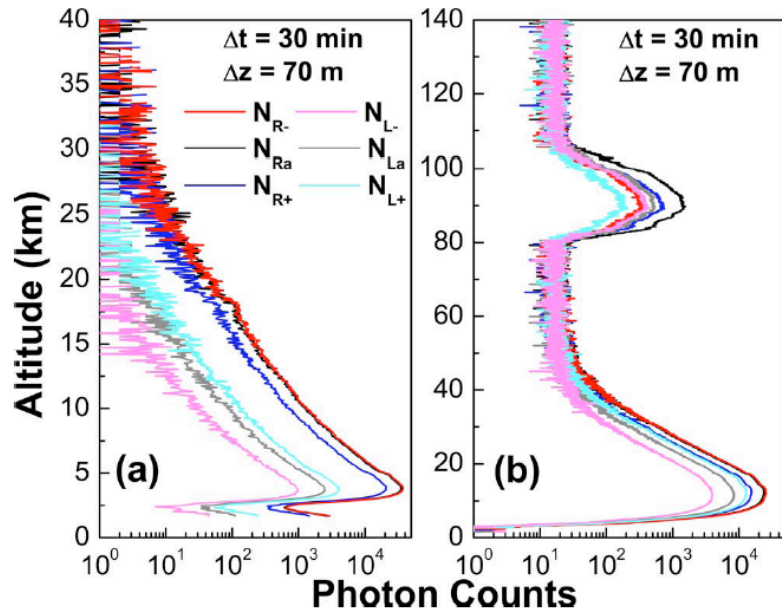 Δt = 30 min
Δz = 70 m
N_R- N_L-
N_Ra N_La
N_R+ N_L+
(a)
40
35
30
25
20
15
10
5
0
10^0 10^1 10^2 10^3 10^4
Altitude (km)
Δt = 30 min
Δz = 70 m
(b)
140
120
100
80
60
40
20
0
10^0 10^1 10^2 10^3 10^4
Photon Counts